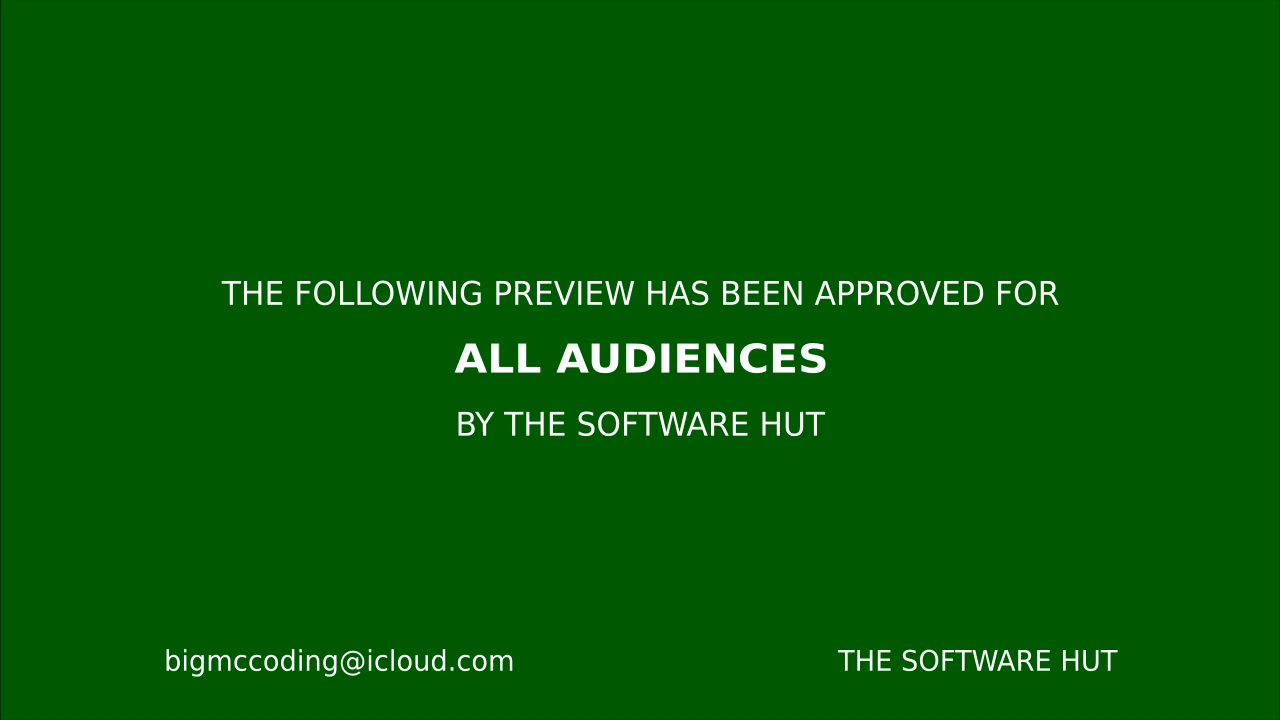 THE FOLLOWING PREVIEW HAS BEEN APPROVED FOR
ALL AUDIENCES
BY THE SOFTWARE HUT
bigmccoding@icloud.com
THE SOFTWARE HUT